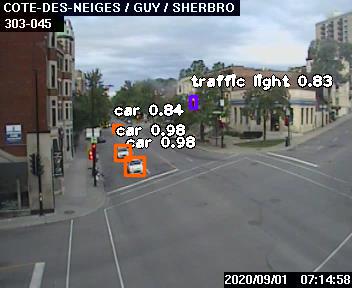 COTE-DES-NEIGES / GUY / SHERBRO
303-045
traffic light 0.83
car 0.84
car 0.98
car 0.98
2020/09/01 07:14:58